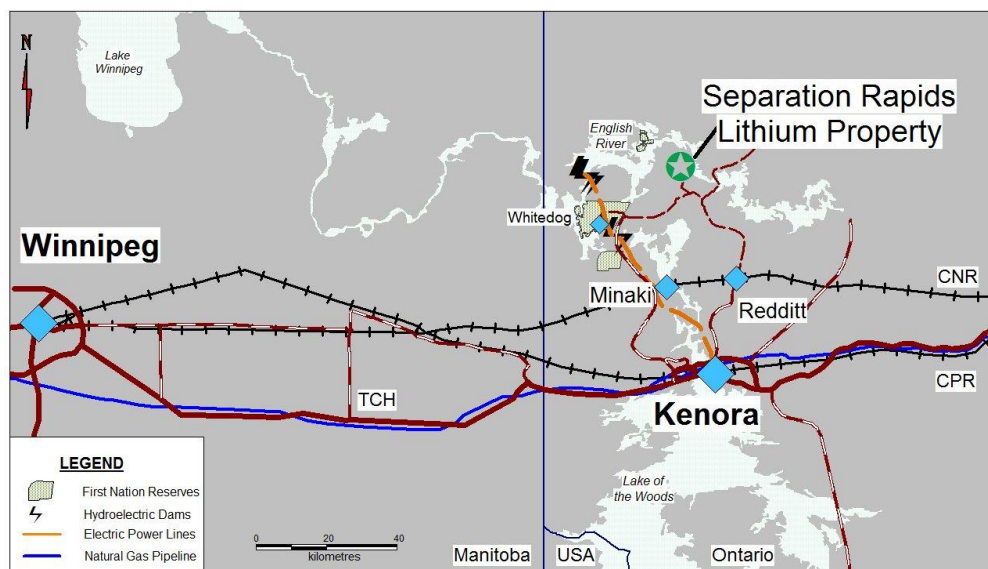 N
Lake
Winnipeg
Separation Rapids
Lithium Property
English
River
Whitedog
Winnipeg
CNR
Minaki
Redditt
TCH
CPR
Kenora
LEGEND
First Nation Reserves
Hydroelectric Dams
Electric Power Lines
Natural Gas Pipeline
Lake of
the Woods
0 20 40
kilometres
Manitoba
USA
Ontario